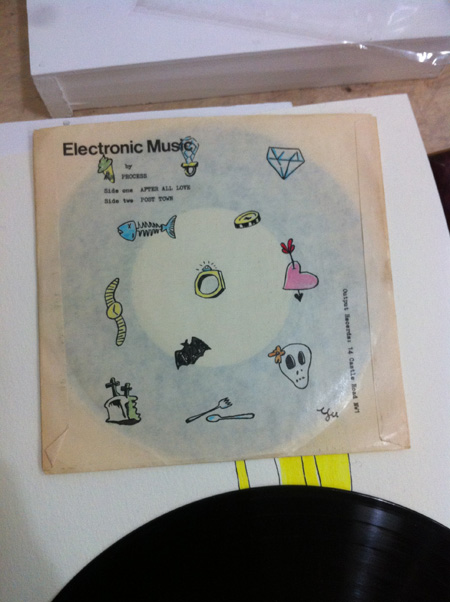 Electronic Music
by
PROCESS
Side one AFTER ALL LOVE
Side two POST TOWN
Output Records: 14 Castle Road NW1